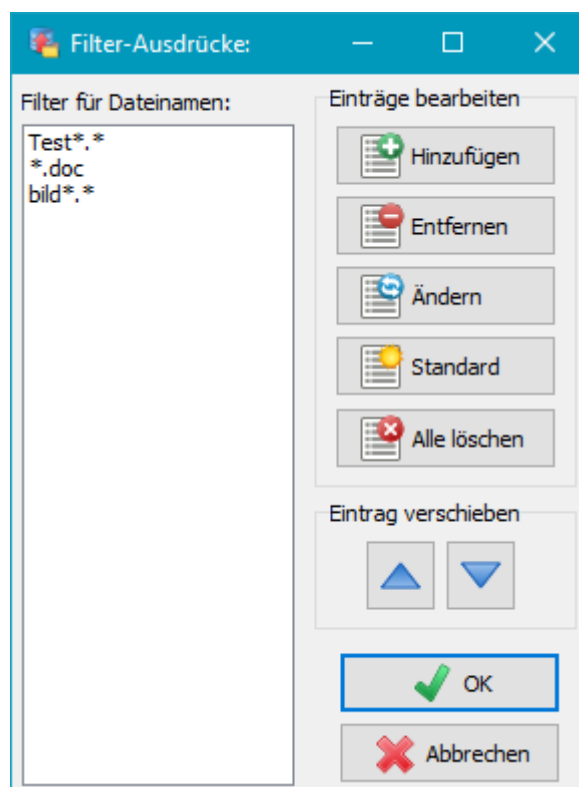 Filter-Ausdrücke:
Filter für Dateinamen:
Test*.*
*.doc
bild*.*
Einträge bearbeiten
Hinzufügen
Entfernen
Ändern
Standard
Alle löschen
Eintrag verschieben
OK
Abbrechen